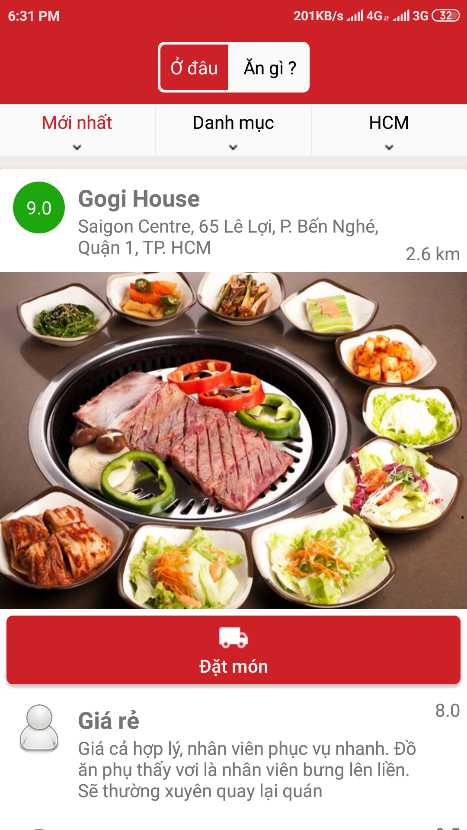 6:31 PM 201KB/s 4G 3G 32
Ở đâu Ăn gì ?
Mới nhất Danh mục HCM
9.0 Gogi House
Saigon Centre, 65 Lê Lợi, P. Bến Nghé,
Quận 1, TP. HCM
2.6 km
Đặt món
Giá rẻ 8.0
Giá cả hợp lý, nhân viên phục vụ nhanh. Đồ
ăn phụ thấy vơi là nhân viên bưng lên liền.
Sẽ thường xuyên quay lại quán